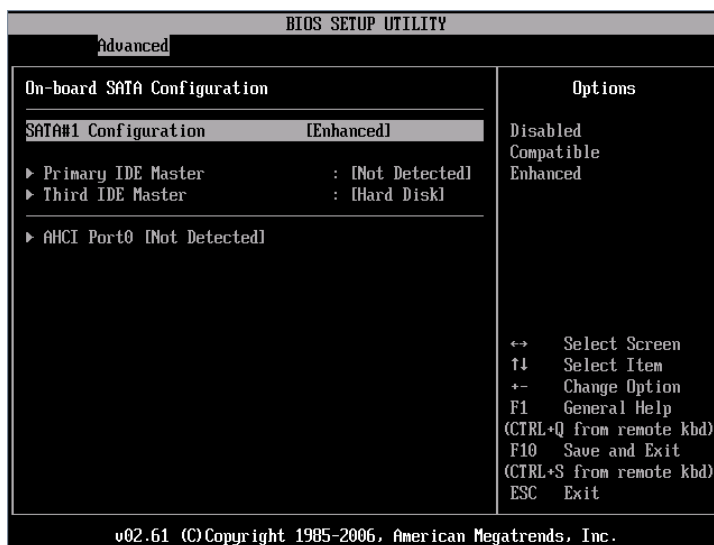 BIOS SETUP UTILITY
Advanced
On-board SATA Configuration
SATA#1 Configuration [Enhanced]
▶ Primary IDE Master : [Not Detected]
▶ Third IDE Master : [Hard Disk]
▶ AHCI Port0 [Not Detected]
Options
Disabled
Compatible
Enhanced
↔ Select Screen
↑↓ Select Item
+- Change Option
F1 General Help
(CTRL+Q from remote kbd)
F10 Save and Exit
(CTRL+S from remote kbd)
ESC Exit
v02.61 (C)Copyright 1985-2006, American Megatrends, Inc.